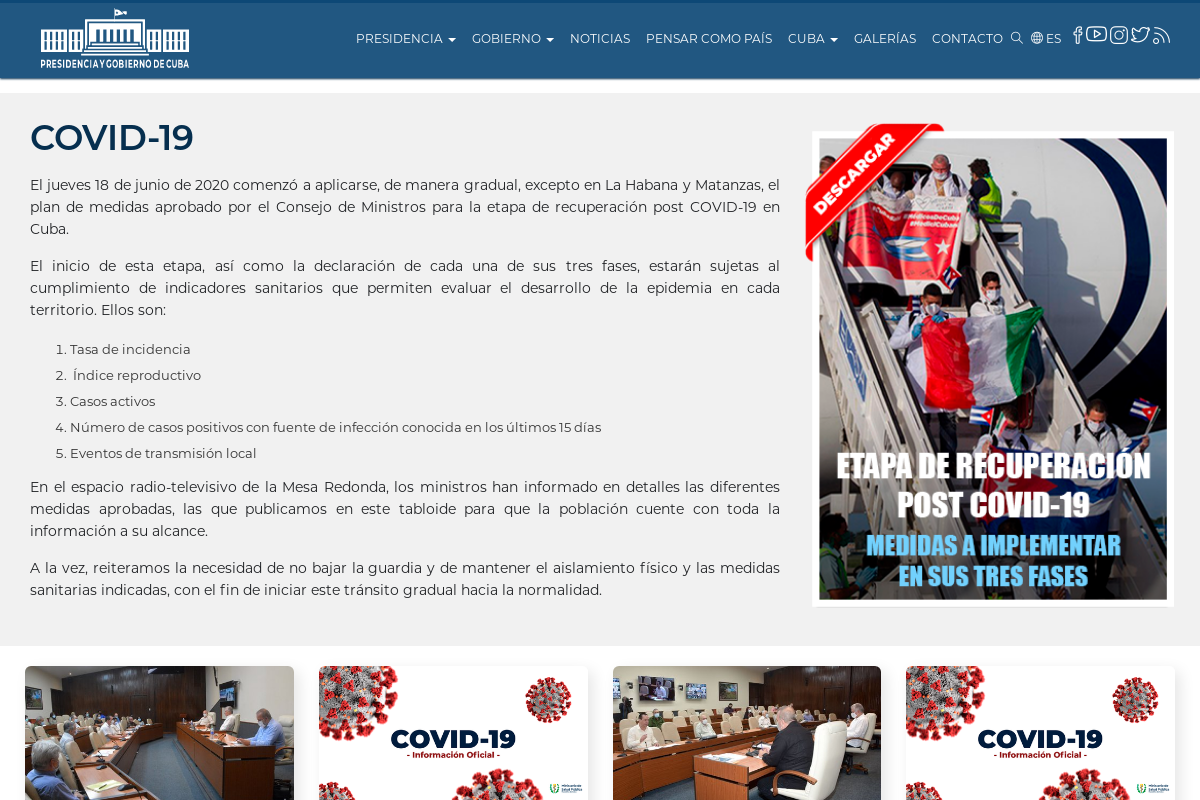 PRESIDENCIA Y GOBIERNO DE CUBA
PRESIDENCIA GOBIERNO NOTICIAS PENSAR COMO PAÍS CUBA GALERÍAS CONTACTO ES
COVID-19
El jueves 18 de junio de 2020 comenzó a aplicarse, de manera gradual, excepto en La Habana y Matanzas, el
plan de medidas aprobado por el Consejo de Ministros para la etapa de recuperación post COVID-19 en
Cuba.
El inicio de esta etapa, así como la declaración de cada una de sus tres fases, estarán sujetas al
cumplimiento de indicadores sanitarios que permiten evaluar el desarrollo de la epidemia en cada
territorio. Ellos son:
1. Tasa de incidencia
2. Índice reproductivo
3. Casos activos
4. Número de casos positivos con fuente de infección conocida en los últimos 15 días
5. Eventos de transmisión local
En el espacio radio-televisivo de la Mesa Redonda, los ministros han informado en detalles las diferentes
medidas aprobadas, las que publicamos en este tabloide para que la población cuente con toda la
información a su alcance.
A la vez, reiteramos la necesidad de no bajar la guardia y de mantener el aislamiento físico y las medidas
sanitarias indicadas, con el fin de iniciar este tránsito gradual hacia la normalidad.
DESCARGAR
#MédicosDeCuba
ETAPA DE RECUPERACIÓN
POST COVID-19
MEDIDAS A IMPLEMENTAR
EN SUS TRES FASES
COVID-19
- Información Oficial -
Ministerio de
Salud Pública
COVID-19
- Información Oficial -
Ministerio de
Salud Pública